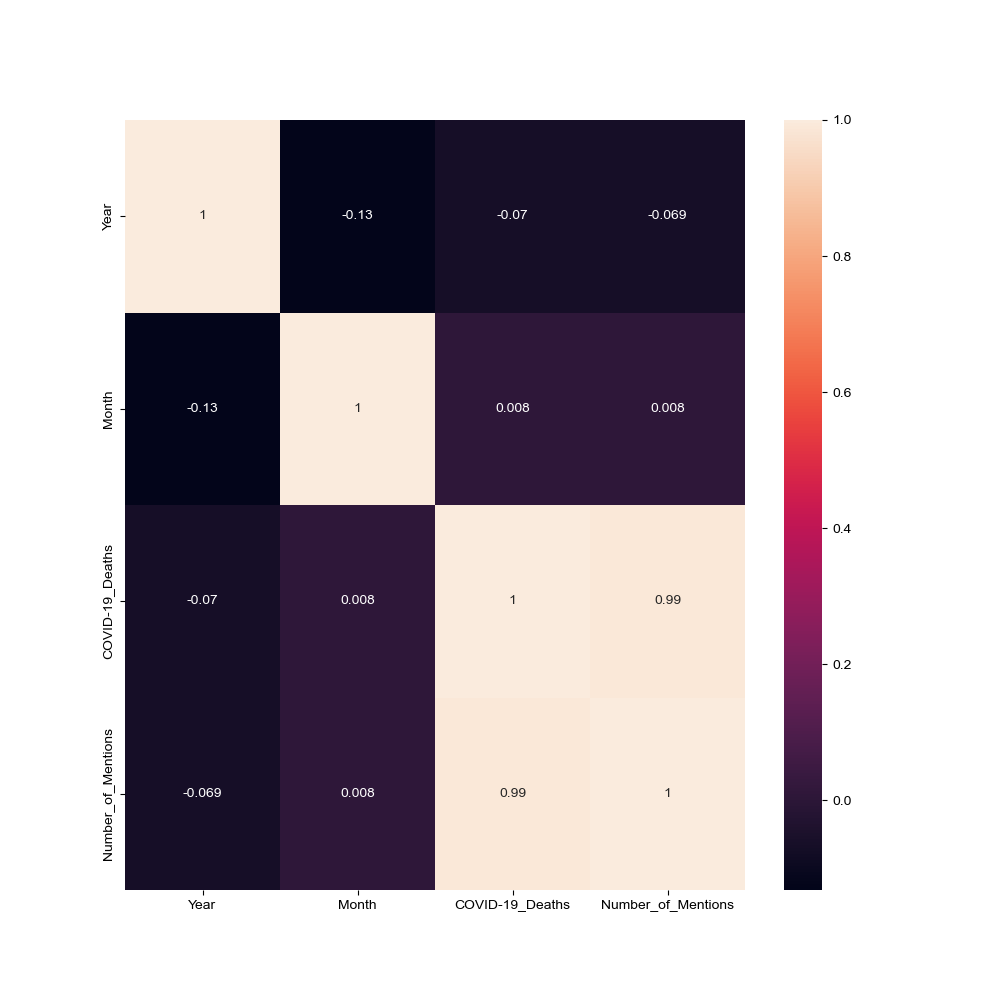 1.0
Year 1 -0.13 -0.07 -0.069
0.8
Month -0.13 1 0.008 0.008
0.6
0.4
COVID-19_Deaths -0.07 0.008 1 0.99
0.2
Number_of_Mentions -0.069 0.008 0.99 1
0.0
Year Month COVID-19_Deaths Number_of_Mentions